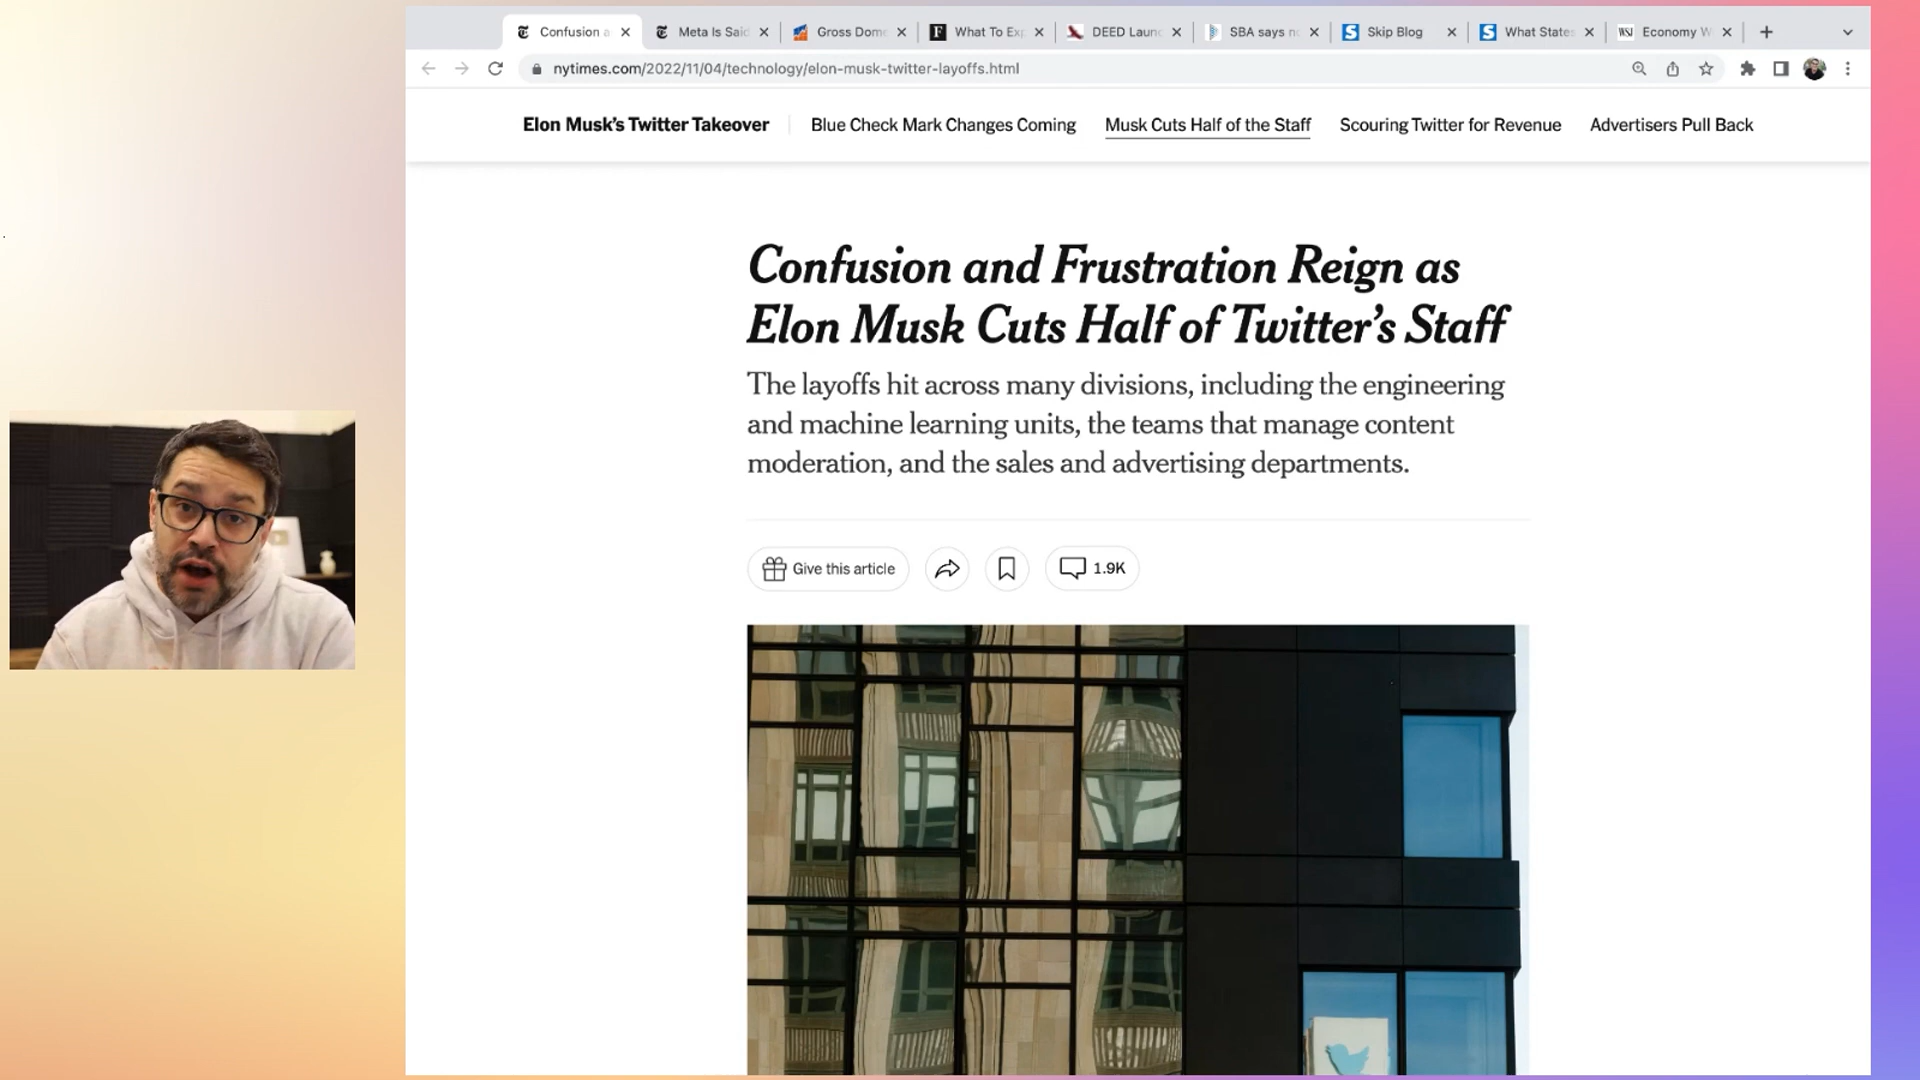 Confusion a
Meta Is Said
Gross Dome
What To Exp
DEED Launc
SBA says no
Skip Blog
What States
WSJ
Economy W
nytimes.com/2022/11/04/technology/elon-musk-twitter-layoffs.html
Elon Musk's Twitter Takeover
Blue Check Mark Changes Coming
Musk Cuts Half of the Staff
Scouring Twitter for Revenue
Advertisers Pull Back
Confusion and Frustration Reign as
Elon Musk Cuts Half of Twitter's Staff
The layoffs hit across many divisions, including the engineering
and machine learning units, the teams that manage content
moderation, and the sales and advertising departments.
Give this article
1.9K